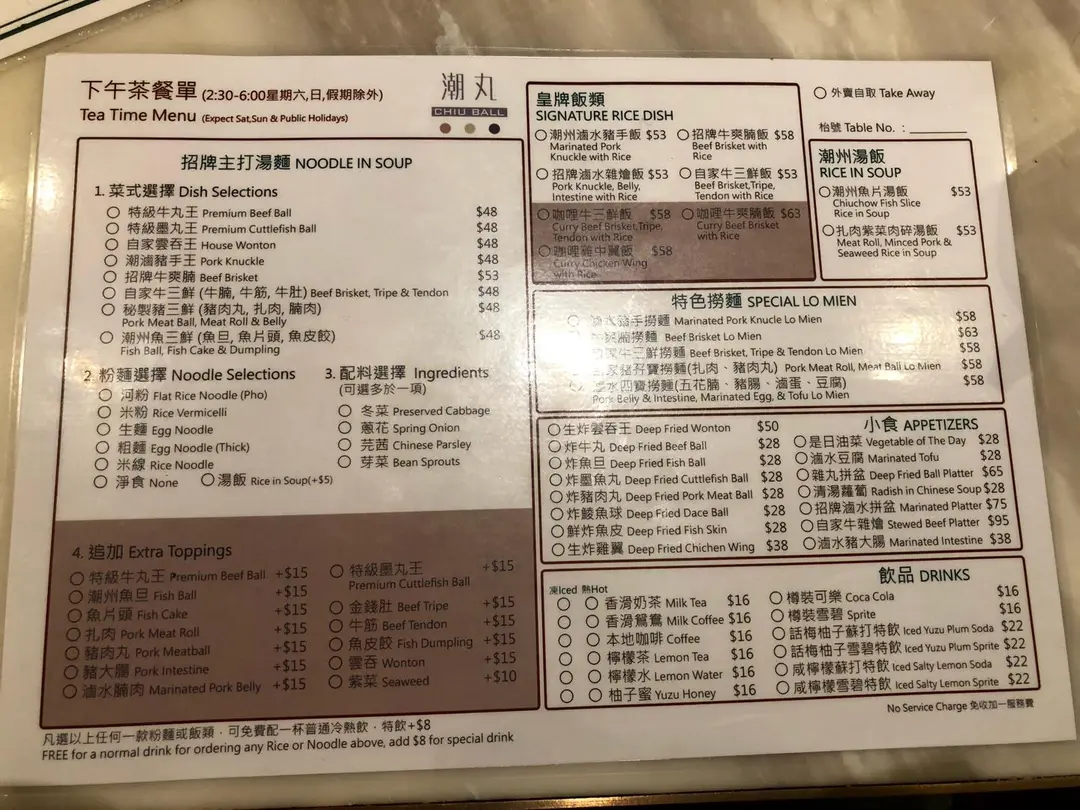 下午茶餐單 (2:30-6:00星期六,日,假期除外)
Tea Time Menu (Expect Sat,Sun & Public Holidays)
潮丸
CHIU BALL
招牌主打湯麵 NOODLE IN SOUP
1. 菜式選擇 Dish Selections
特級牛丸王 Premium Beef Ball $48
特級墨丸王 Premium Cuttlefish Ball $48
自家雲吞王 House Wonton $48
潮滷豬手王 Pork Knuckle $48
招牌牛爽腩 Beef Brisket $53
自家牛三鮮 (牛腩, 牛筋, 牛肚) Beef Brisket, Tripe & Tendon $48
秘製豬三鮮 (豬肉丸, 扎肉, 腩肉) $48
Pork Meat Ball, Meat Roll & Belly
潮州魚三鮮 (魚旦, 魚片頭, 魚皮餃) $48
Fish Ball, Fish Cake & Dumpling
2. 粉麵選擇 Noodle Selections
河粉 Flat Rice Noodle (Pho)
米粉 Rice Vermicelli
生麵 Egg Noodle
粗麵 Egg Noodle (Thick)
米線 Rice Noodle
淨食 None 湯飯 Rice in Soup(+$5)
3. 配料選擇 Ingredients
(可選多於一項)
冬菜 Preserved Cabbage
蔥花 Spring Onion
芫茜 Chinese Parsley
芽菜 Bean Sprouts
4. 追加 Extra Toppings
特級牛丸王 Premium Beef Ball +$15
潮州魚旦 Fish Ball +$15
魚片頭 Fish Cake +$15
扎肉 Pork Meat Roll +$15
豬肉丸 Pork Meatball +$15
豬大腸 Pork Intestine +$15
滷水腩肉 Marinated Pork Belly +$15
特級墨丸王 +$15
Premium Cuttlefish Ball
金錢肚 Beef Tripe +$15
牛筋 Beef Tendon +$15
魚皮餃 Fish Dumpling +$15
雲吞 Wonton +$15
紫菜 Seaweed +$10
凡選以上任何一款粉麵或飯類，可免費配一杯普通冷熱飲，特飲+$8
FREE for a normal drink for ordering any Rice or Noodle above, add $8 for special drink
皇牌飯類
SIGNATURE RICE DISH
潮州滷水豬手飯 $53
Marinated Pork
Knuckle with Rice
招牌牛爽腩飯 $58
Beef Brisket with
Rice
招牌滷水雜燴飯 $53
Pork Knuckle, Belly,
Intestine with Rice
自家牛三鮮飯 $53
Beef Brisket,Tripe,
Tendon with Rice
咖喱牛三鮮飯 $58
Curry Beef Brisket,Tripe,
Tendon with Rice
咖喱牛爽腩飯 $63
Curry Beef Brisket
with Rice
咖喱雞中翼飯 $58
Curry Chicken Wing
with Rice
外賣自取 Take Away
枱號 Table No. :
潮州湯飯
RICE IN SOUP
潮州魚片湯飯 $53
Chiuchow Fish Slice
Rice in Soup
扎肉紫菜肉碎湯飯 $53
Meat Roll, Minced Pork &
Seaweed Rice in Soup
特色撈麵 SPECIAL LO MIEN
水豬手撈麵 Marinated Pork Knucle Lo Mien $58
爽腩撈麵 Beef Brisket Lo Mien $63
自家牛三鮮撈麵 Beef Brisket, Tripe & Tendon Lo Mien $58
豬孖寶撈麵(扎肉、豬肉丸) Pork Meat Roll, Meat Ball Lo Mien $58
水四寶撈麵(五花腩、豬腸、滷蛋、豆腐) $58
Pork Belly & Intestine, Marinated Egg, & Tofu Lo Mien
小食 APPETIZERS
生炸雲吞王 Deep Fried Wonton $50
炸牛丸 Deep Fried Beef Ball $28
炸魚旦 Deep Fried Fish Ball $28
炸墨魚丸 Deep Fried Cuttlefish Ball $28
炸豬肉丸 Deep Fried Pork Meat Ball $28
炸鯪魚球 Deep Fried Dace Ball $28
鮮炸魚皮 Deep Fried Fish Skin $28
生炸雞翼 Deep Fried Chichen Wing $38
是日油菜 Vegetable of The Day $28
滷水豆腐 Marinated Tofu $28
雜丸拼盆 Deep Fried Ball Platter $65
清湯蘿蔔 Radish in Chinese Soup $28
招牌滷水拼盆 Marinated Platter $75
自家牛雜燴 Stewed Beef Platter $95
滷水豬大腸 Marinated Intestine $38
飲品 DRINKS
凍Iced 熱Hot
香滑奶茶 Milk Tea $16
香滑鴛鴦 Milk Coffee $16
本地咖啡 Coffee $16
檸檬茶 Lemon Tea $16
檸檬水 Lemon Water $16
柚子蜜 Yuzu Honey $16
樽裝可樂 Coca Cola $16
樽裝雪碧 Sprite $16
話梅柚子蘇打特飲 Iced Yuzu Plum Soda $22
話梅柚子雪碧特飲 Iced Yuzu Plum Sprite $22
咸檸檬蘇打特飲 Iced Salty Lemon Soda $22
咸檸檬雪碧特飲 Iced Salty Lemon Sprite $22
No Service Charge 免收加一服務費